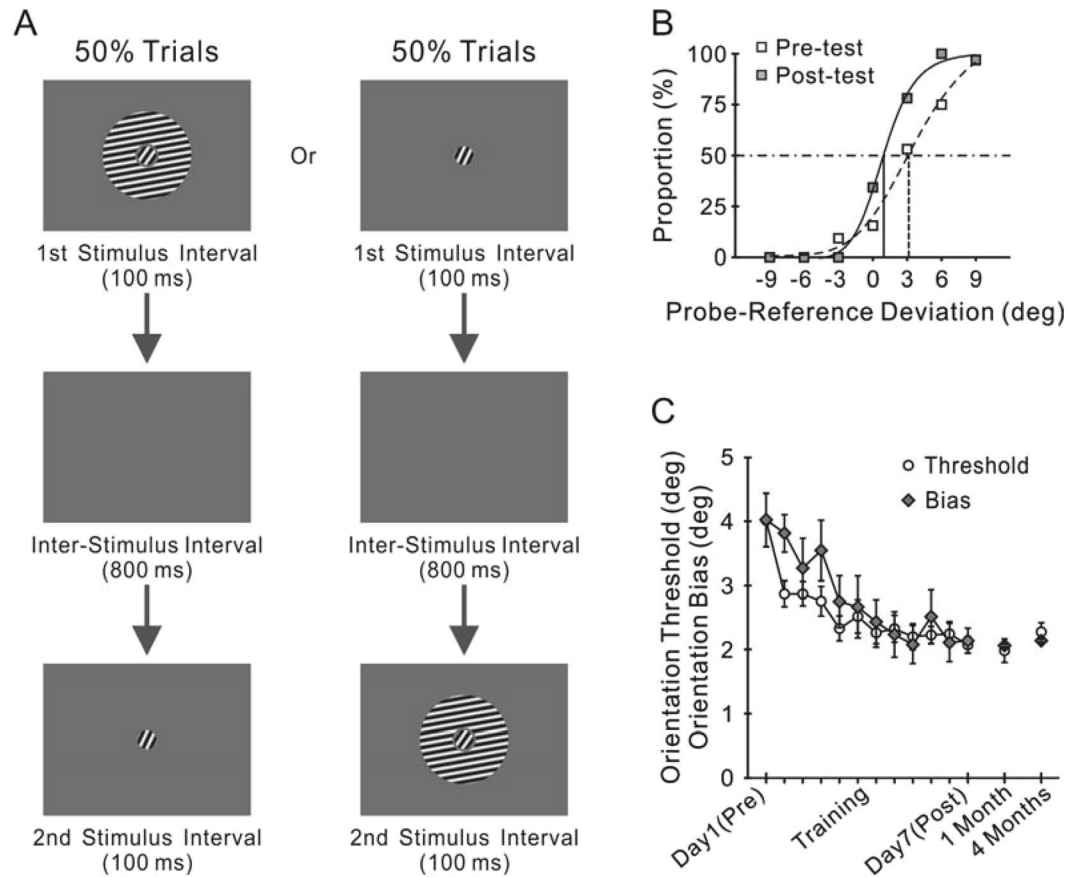 A
50% Trials
50% Trials
Or
1st Stimulus Interval
(100 ms)
1st Stimulus Interval
(100 ms)
Inter-Stimulus Interval
(800 ms)
Inter-Stimulus Interval
(800 ms)
2nd Stimulus Interval
(100 ms)
2nd Stimulus Interval
(100 ms)
B
Pre-test
Post-test
Proportion (%)
100
75
50
25
0
-9 -6 -3 0 3 6 9
Probe-Reference Deviation (deg)
C
Threshold
Bias
Orientation Threshold (deg)
Orientation Bias (deg)
5
4
3
2
1
0
Day1(Pre)
Training
Day7(Post)
1 Month
4 Months